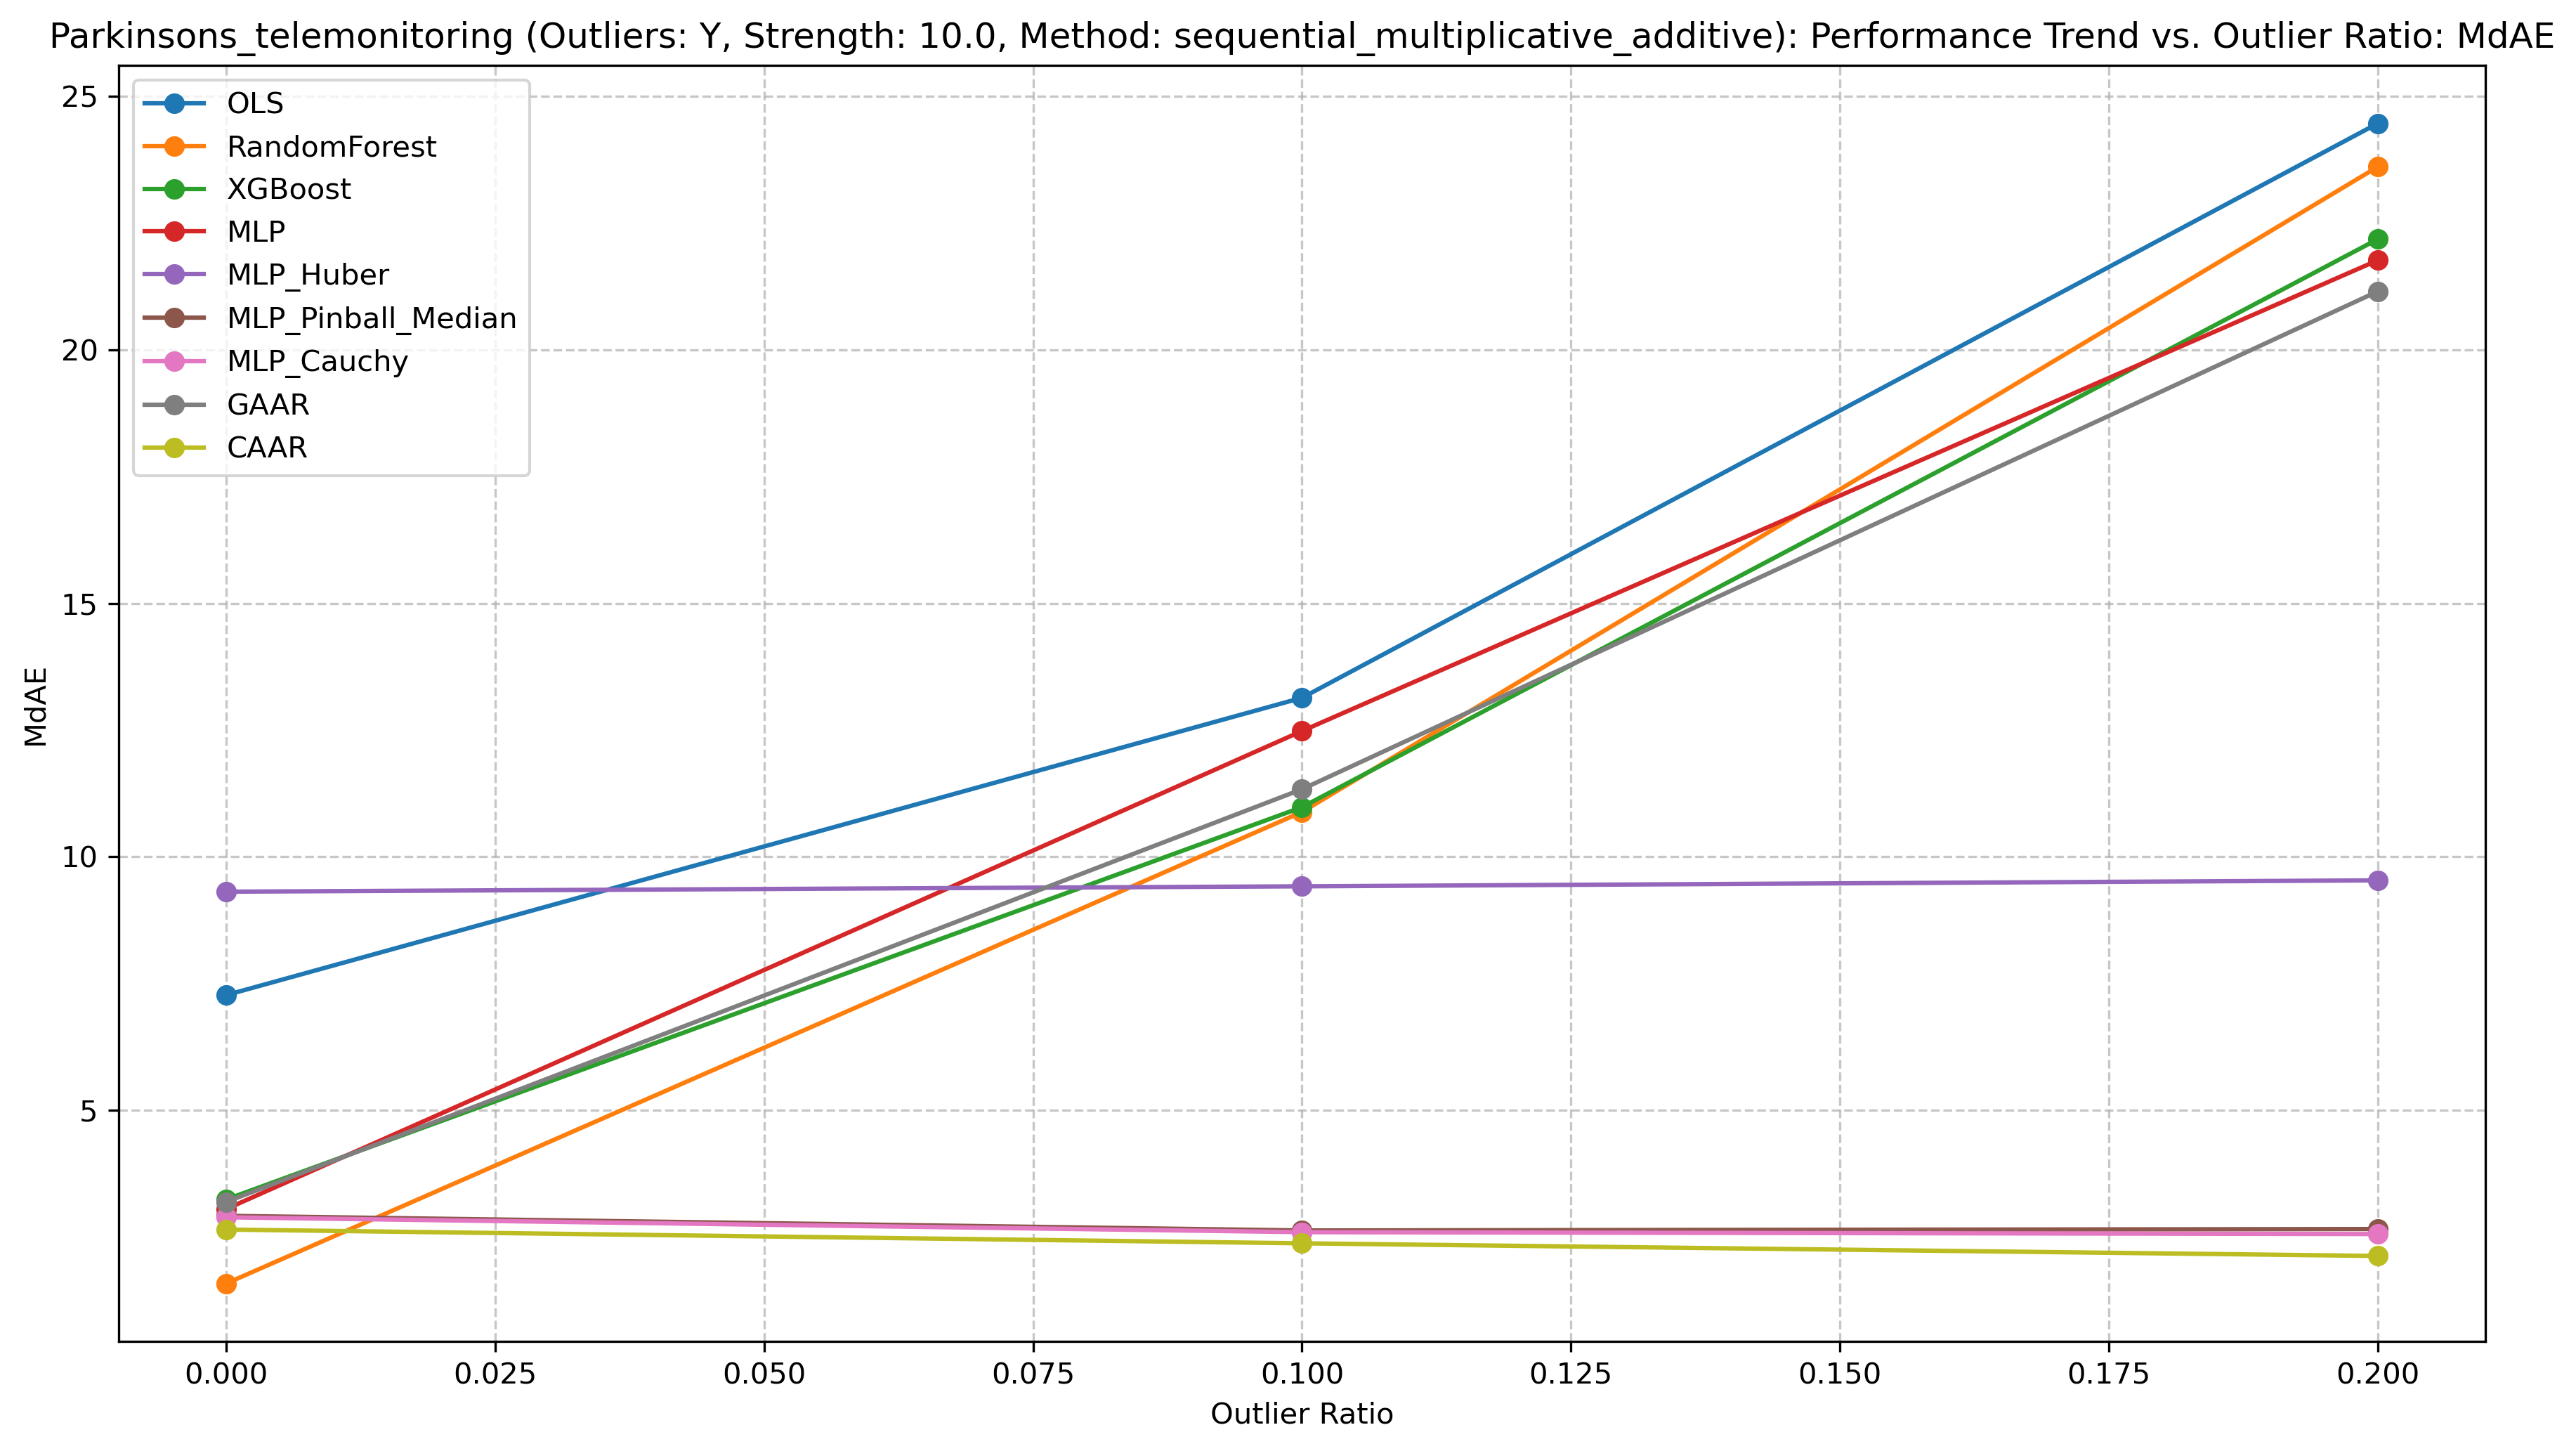 Parkinsons_telemonitoring (Outliers: Y, Strength: 10.0, Method: sequential_multiplicative_additive): Performance Trend vs. Outlier Ratio: MdAE
OLS
RandomForest
XGBoost
MLP
MLP_Huber
MLP_Pinball_Median
MLP_Cauchy
GAAR
CAAR
25
20
15
10
5
MdAE
0.000 0.025 0.050 0.075 0.100 0.125 0.150 0.175 0.200
Outlier Ratio